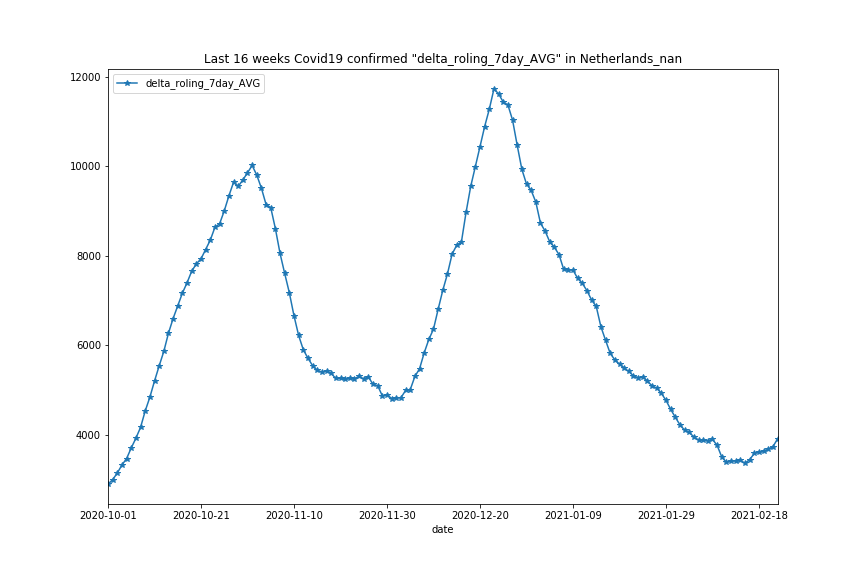 Last 16 weeks Covid19 confirmed "delta_roling_7day_AVG" in Netherlands_nan
delta_roling_7day_AVG
12000
10000
8000
6000
4000
2020-10-01 2020-10-21 2020-11-10 2020-11-30 2020-12-20 2021-01-09 2021-01-29 2021-02-18
date